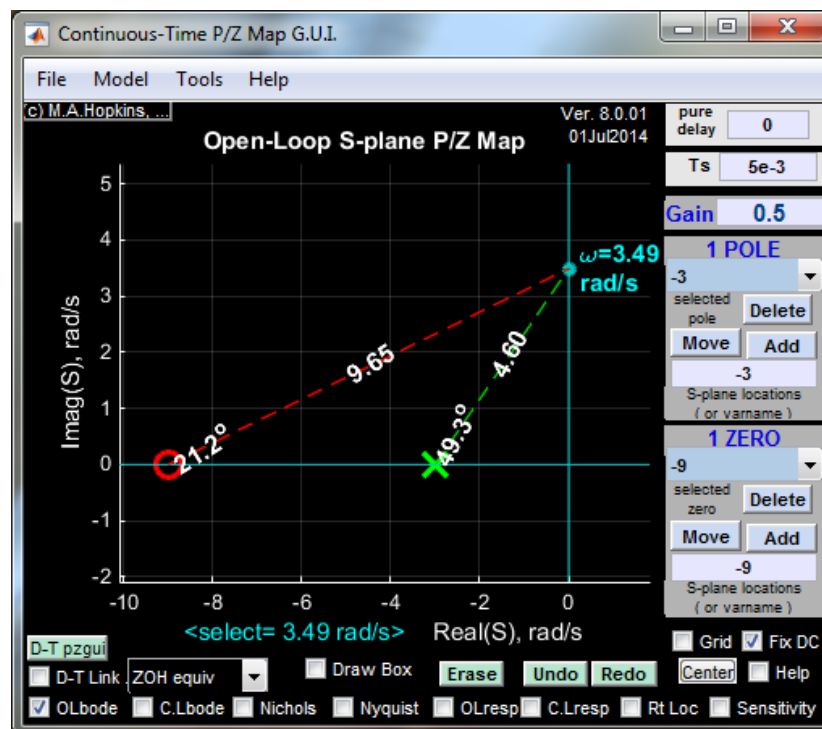 Continuous-Time P/Z Map G.U.I.
File Model Tools Help
(c) M.A.Hopkins, ...
Ver. 8.0.01
01Jul2014
Open-Loop S-plane P/Z Map
5
4
3
2
1
0
-1
-2
-10 -8 -6 -4 -2 0
Imag(S), rad/s
Real(S), rad/s
<select= 3.49 rad/s>
ω=3.49
rad/s
9.65
4.60
21.2º
49.3º
pure
delay
0
Ts 5e-3
Gain 0.5
1 POLE
-3
selected
pole
Delete
Move Add
-3
S-plane locations
( or varname )
1 ZERO
-9
selected
zero
Delete
Move Add
-9
S-plane locations
( or varname )
Grid Fix DC
D-T pzgui
D-T Link ZOH equiv Draw Box Erase Undo Redo Center Help
OLbode C.Lbode Nichols Nyquist OLresp C.Lresp Rt Loc Sensitivity